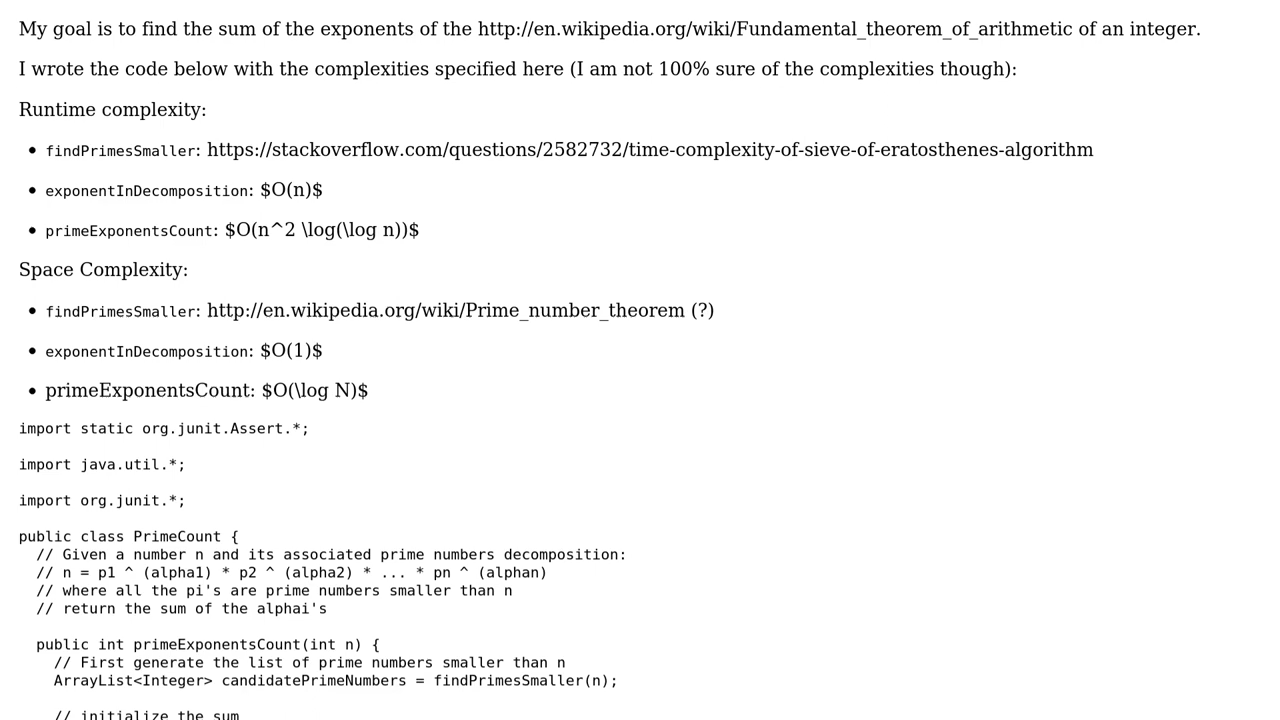 My goal is to find the sum of the exponents of the http://en.wikipedia.org/wiki/Fundamental_theorem_of_arithmetic of an integer.
I wrote the code below with the complexities specified here (I am not 100% sure of the complexities though):
Runtime complexity:
• findPrimesSmaller: https://stackoverflow.com/questions/2582732/time-complexity-of-sieve-of-eratosthenes-algorithm
• exponentInDecomposition: $O(n)$
• primeExponentsCount: $O(n^2 \log(\log n))$
Space Complexity:
• findPrimesSmaller: http://en.wikipedia.org/wiki/Prime_number_theorem (?)
• exponentInDecomposition: $O(1)$
• primeExponentsCount: $O(\log N)$
import static org.junit.Assert.*;
import java.util.*;
import org.junit.*;
public class PrimeCount {
  // Given a number n and its associated prime numbers decomposition:
  // n = p1 ^ (alpha1) * p2 ^ (alpha2) * ... * pn ^ (alphan)
  // where all the pi's are prime numbers smaller than n
  // return the sum of the alphai's
  public int primeExponentsCount(int n) {
    // First generate the list of prime numbers smaller than n
    ArrayList<Integer> candidatePrimeNumbers = findPrimesSmaller(n);
    // initialize the sum